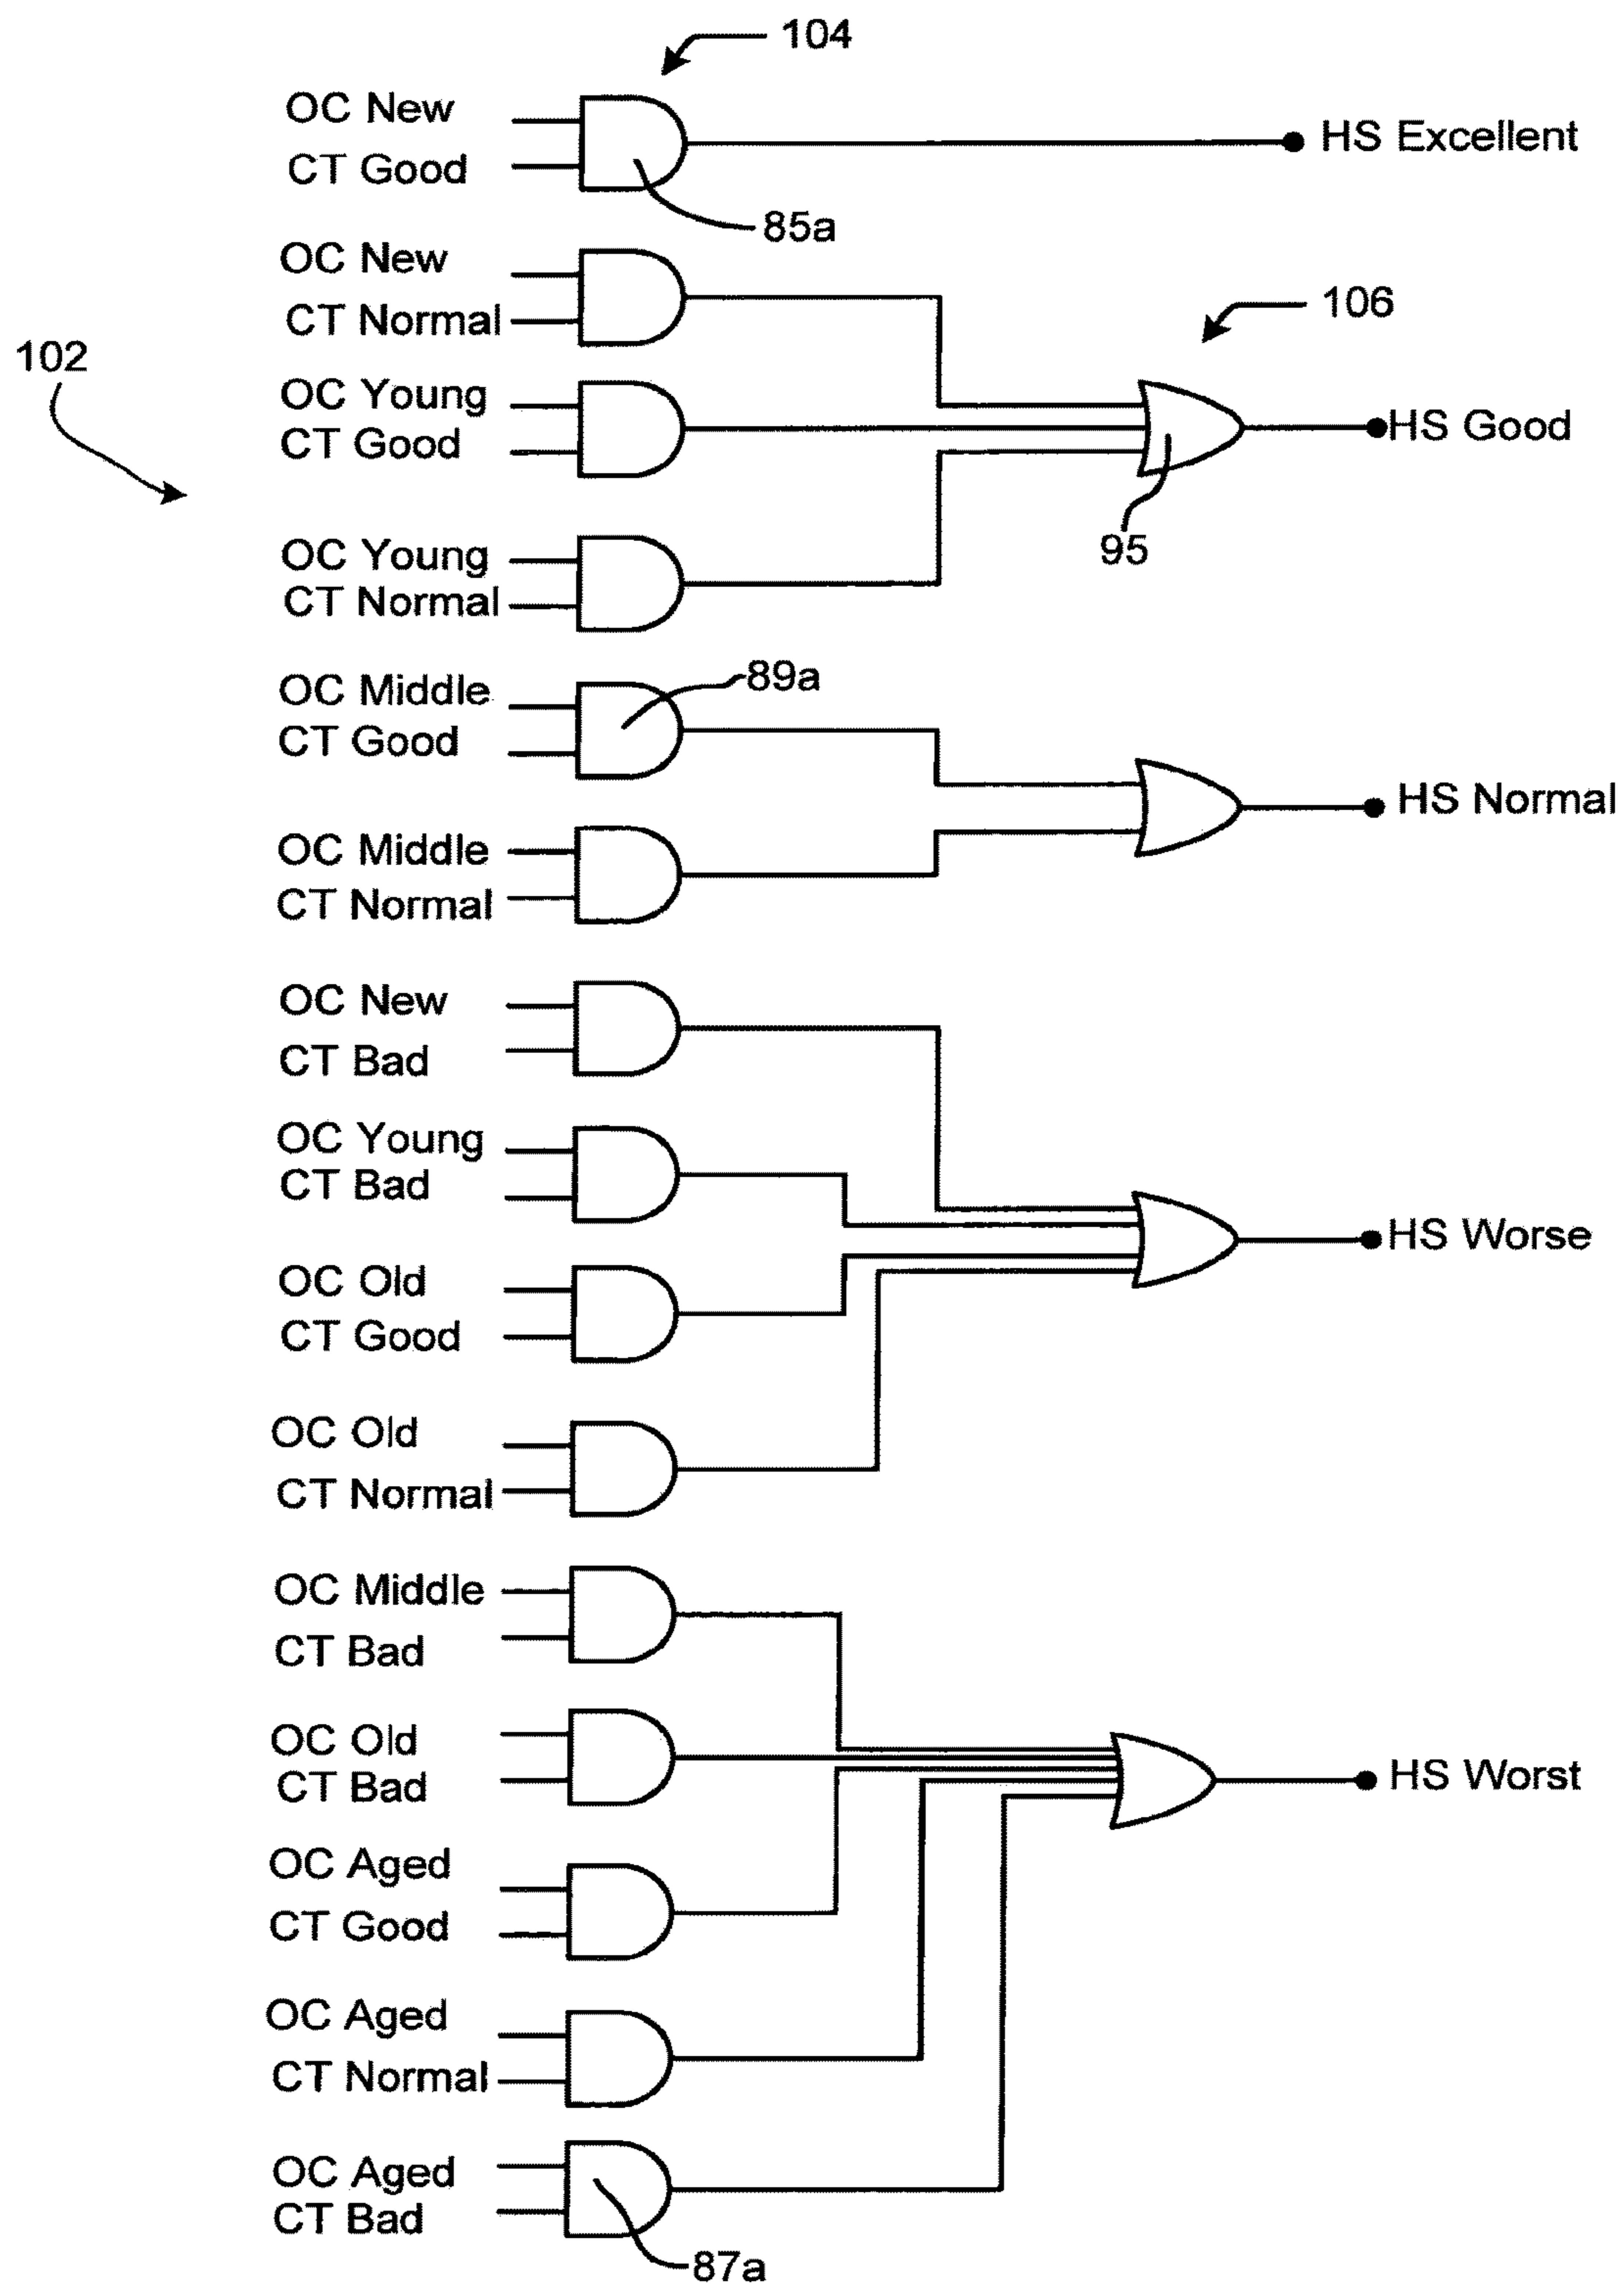 104
OC New
CT Good
HS Excellent
85a
OC New
CT Normal
106
102
OC Young
CT Good
HS Good
95
OC Young
CT Normal
89a
OC Middle
CT Good
HS Normal
OC Middle
CT Normal
OC New
CT Bad
OC Young
CT Bad
HS Worse
OC Old
CT Good
OC Old
CT Normal
OC Middle
CT Bad
OC Old
CT Bad
HS Worst
OC Aged
CT Good
OC Aged
CT Normal
OC Aged
CT Bad
87a